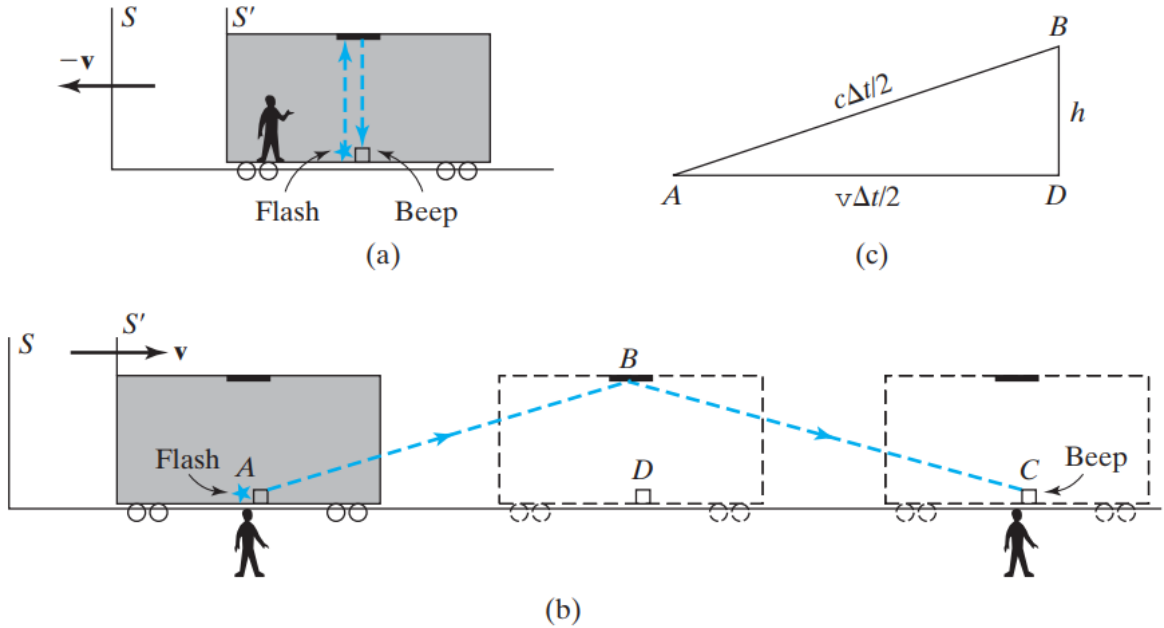 S
S′
−v
Flash
Beep
(a)
B
cΔt/2
h
A
vΔt/2
D
(c)
S
S′
v
B
Flash
A
D
C
Beep
(b)